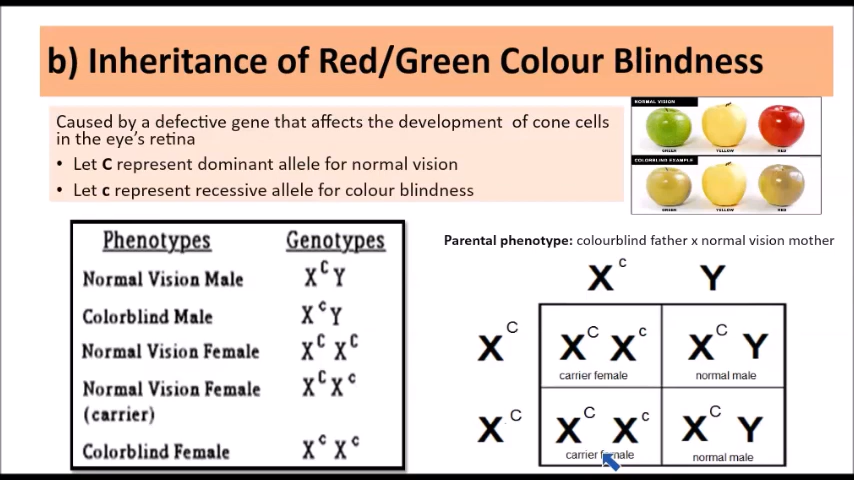 b) Inheritance of Red/Green Colour Blindness
Caused by a defective gene that affects the development of cone cells
in the eye's retina
• Let C represent dominant allele for normal vision
• Let c represent recessive allele for colour blindness
NORMAL VISION
GREEN YELLOW RED
COLORBLIND EXAMPLE
GREEN YELLOW RED
Phenotypes Genotypes
Normal Vision Male X^C Y
Colorblind Male X^c Y
Normal Vision Female X^C X^C
Normal Vision Female X^C X^c
(carrier)
Colorblind Female X^c X^c
Parental phenotype: colourblind father x normal vision mother
X^c Y
X^C X^C X^c X^C Y
carrier female normal male
X^C X^C X^c X^C Y
carrier female normal male